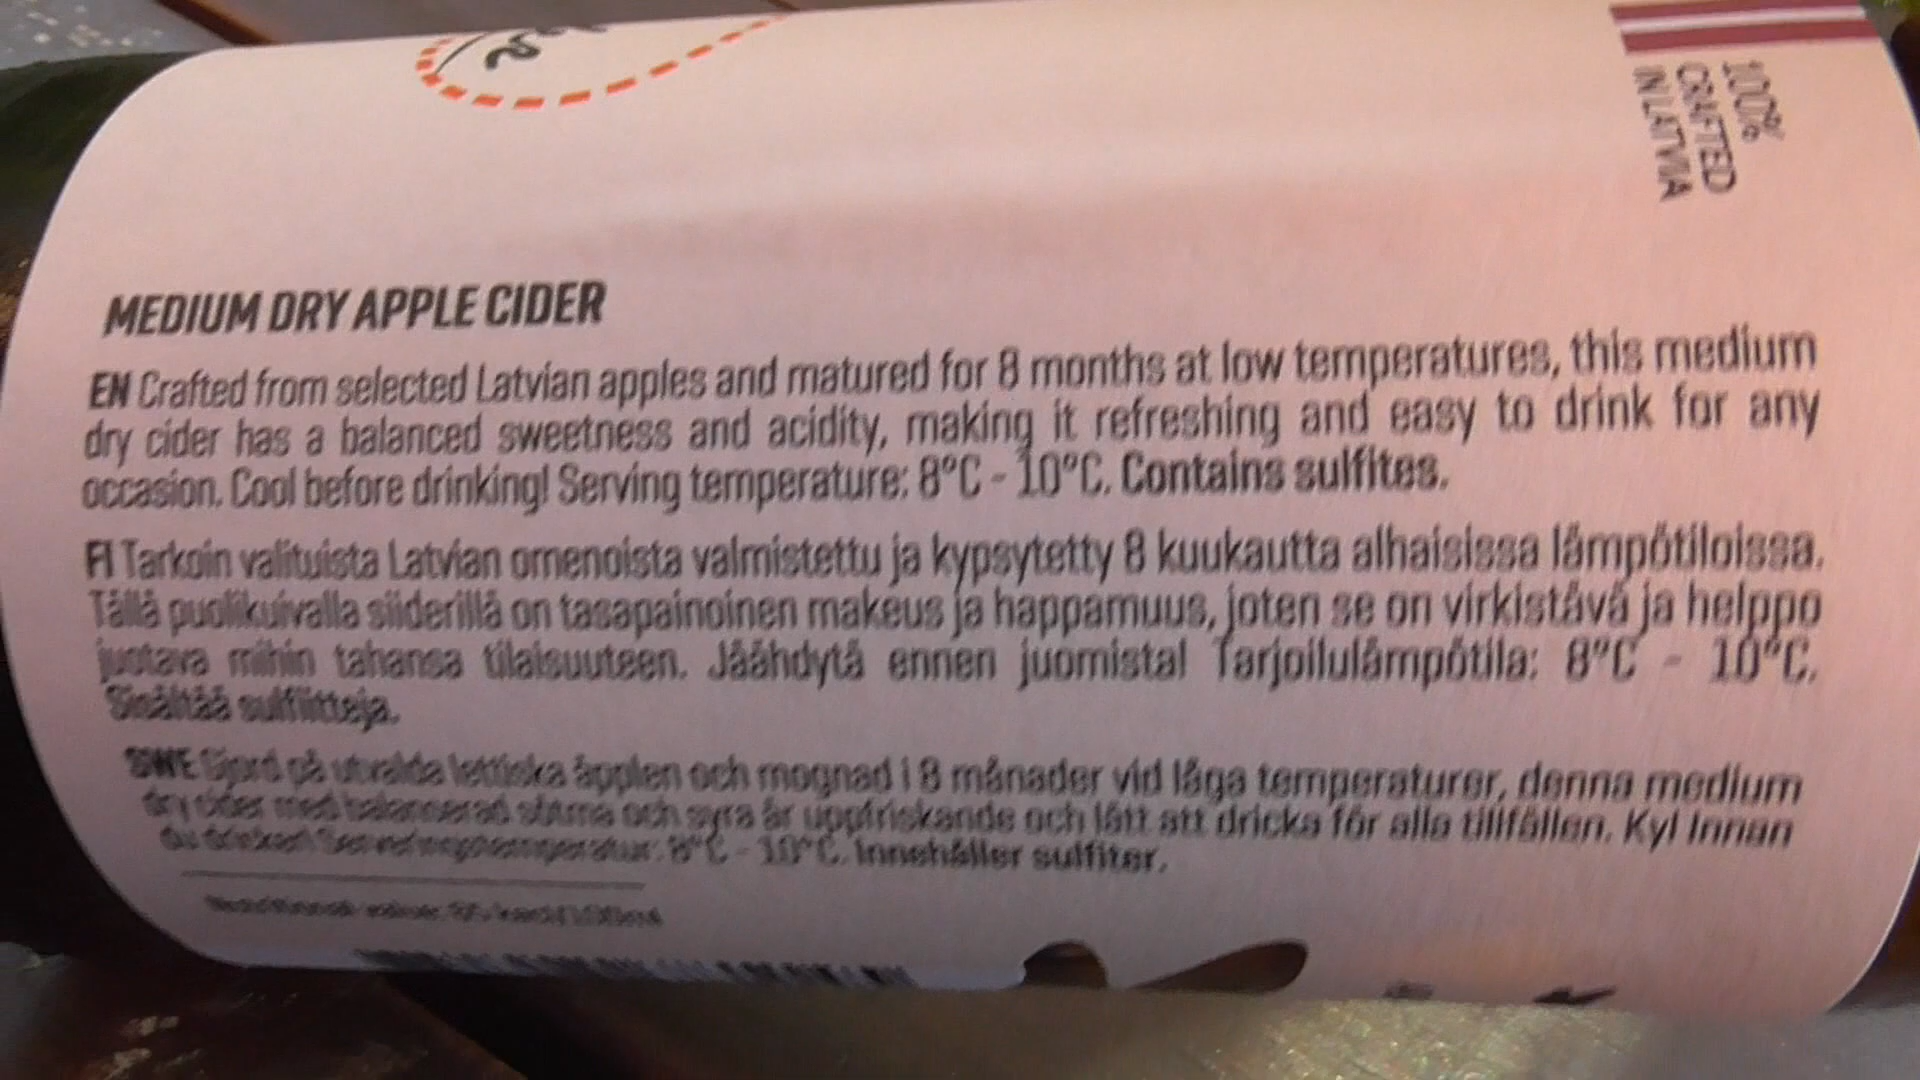 100%
CRAFTED
IN LATVIA
MEDIUM DRY APPLE CIDER
EN Crafted from selected Latvian apples and matured for 8 months at low temperatures, this medium
dry cider has a balanced sweetness and acidity, making it refreshing and easy to drink for any
occasion. Cool before drinking! Serving temperature: 8°C - 10°C. Contains sulfites.
FI Tarkoin valituista Latvian omenoista valmistettu ja kypsytetty 8 kuukautta alhaisissa lämpötiloissa.
Tällä puolikuivalla siiderillä on tasapainoinen makeus ja happamuus, joten se on virkistävä ja helppo
juotava mihin tahansa tilaisuuteen. Jäähdytä ennen juomista! Tarjoilulämpötila: 8°C - 10°C.
Sisältää sulfiitteja.
SWE Gjord på utvalda lettiska äpplen och mognad i 8 månader vid låga temperaturer, denna medium
dry cider med balanserad sötma och syra är uppfriskande och lätt att dricka för alla tillfällen. Kyl innan
du dricker! Serveringstemperatur: 8°C - 10°C. Innehåller sulfiter.
Nutritional value: